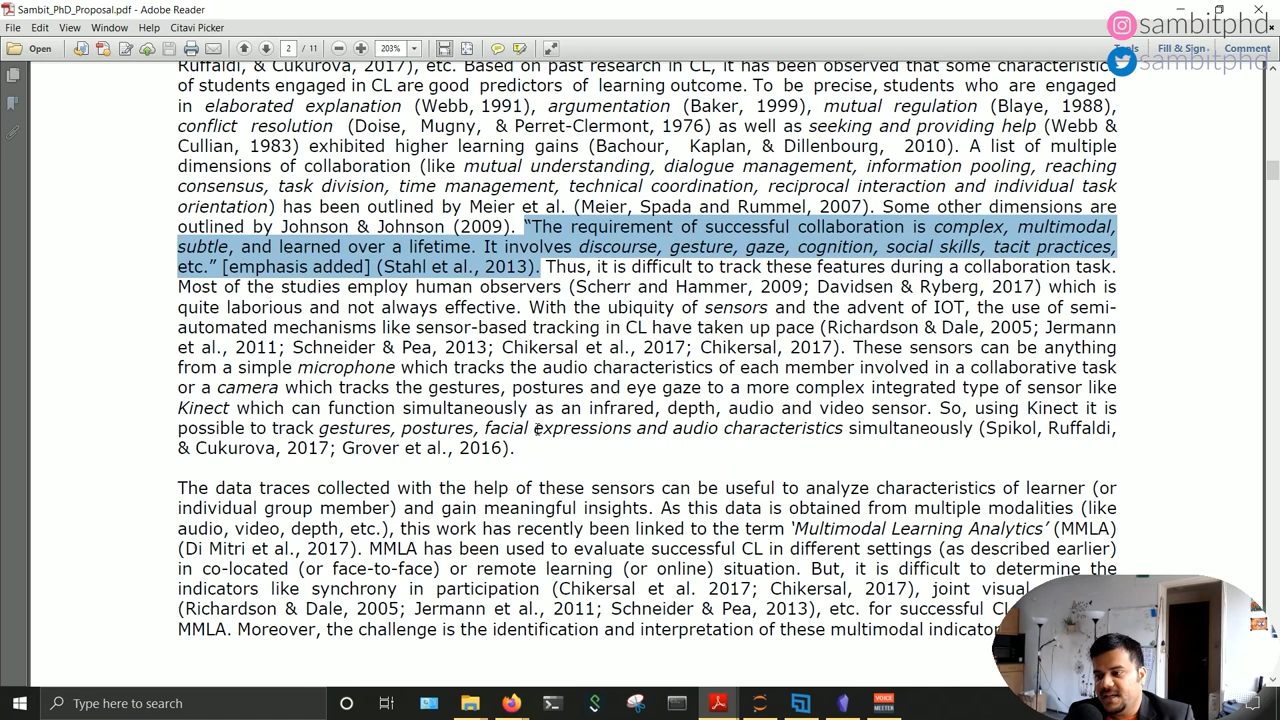 Sambit_PhD_Proposal.pdf - Adobe Reader
File Edit View Window Help Citavi Picker
sambitphd
Open 2 / 11 203% Tools Fill & Sign Comment
sambitphd
Ruffaldi, & Cukurova, 2017), etc. Based on past research in CL, it has been observed that some characteristic
of students engaged in CL are good predictors of learning outcome. To be precise, students who are engaged
in elaborated explanation (Webb, 1991), argumentation (Baker, 1999), mutual regulation (Blaye, 1988),
conflict resolution (Doise, Mugny, & Perret-Clermont, 1976) as well as seeking and providing help (Webb &
Cullian, 1983) exhibited higher learning gains (Bachour, Kaplan, & Dillenbourg, 2010). A list of multiple
dimensions of collaboration (like mutual understanding, dialogue management, information pooling, reaching
consensus, task division, time management, technical coordination, reciprocal interaction and individual task
orientation) has been outlined by Meier et al. (Meier, Spada and Rummel, 2007). Some other dimensions are
outlined by Johnson & Johnson (2009). “The requirement of successful collaboration is complex, multimodal,
subtle, and learned over a lifetime. It involves discourse, gesture, gaze, cognition, social skills, tacit practices,
etc.” [emphasis added] (Stahl et al., 2013). Thus, it is difficult to track these features during a collaboration task.
Most of the studies employ human observers (Scherr and Hammer, 2009; Davidsen & Ryberg, 2017) which is
quite laborious and not always effective. With the ubiquity of sensors and the advent of IOT, the use of semi-
automated mechanisms like sensor-based tracking in CL have taken up pace (Richardson & Dale, 2005; Jermann
et al., 2011; Schneider & Pea, 2013; Chikersal et al., 2017; Chikersal, 2017). These sensors can be anything
from a simple microphone which tracks the audio characteristics of each member involved in a collaborative task
or a camera which tracks the gestures, postures and eye gaze to a more complex integrated type of sensor like
Kinect which can function simultaneously as an infrared, depth, audio and video sensor. So, using Kinect it is
possible to track gestures, postures, facial expressions and audio characteristics simultaneously (Spikol, Ruffaldi,
& Cukurova, 2017; Grover et al., 2016).
The data traces collected with the help of these sensors can be useful to analyze characteristics of learner (or
individual group member) and gain meaningful insights. As this data is obtained from multiple modalities (like
audio, video, depth, etc.), this work has recently been linked to the term ‘Multimodal Learning Analytics’ (MMLA)
(Di Mitri et al., 2017). MMLA has been used to evaluate successful CL in different settings (as described earlier)
in co-located (or face-to-face) or remote learning (or online) situation. But, it is difficult to determine the
indicators like synchrony in participation (Chikersal et al. 2017; Chikersal, 2017), joint visual
(Richardson & Dale, 2005; Jermann et al., 2011; Schneider & Pea, 2013), etc. for successful CL
MMLA. Moreover, the challenge is the identification and interpretation of these multimodal indicator
Type here to search
VOICE
MEETER